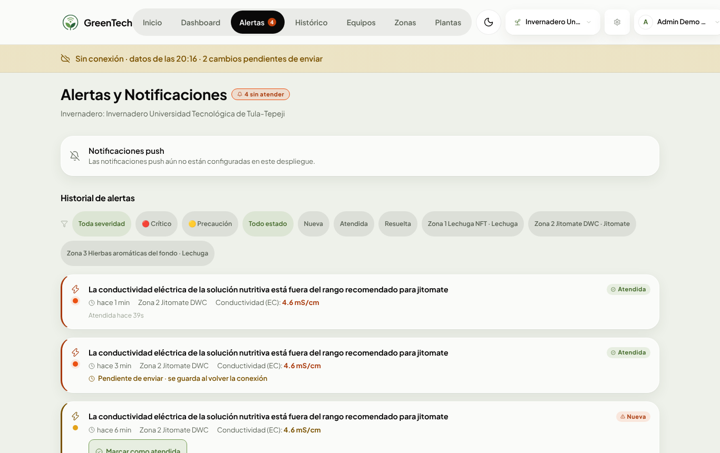 GreenTech
Inicio
Dashboard
Alertas 4
Histórico
Equipos
Zonas
Plantas
Invernadero Un...
A Admin Demo ...
Sin conexión · datos de las 20:16 · 2 cambios pendientes de enviar
Alertas y Notificaciones
4 sin atender
Invernadero: Invernadero Universidad Tecnológica de Tula-Tepeji
Notificaciones push
Las notificaciones push aún no están configuradas en este despliegue.
Historial de alertas
Toda severidad
Crítico
Precaución
Todo estado
Nueva
Atendida
Resuelta
Zona 1 Lechuga NFT · Lechuga
Zona 2 Jitomate DWC · Jitomate
Zona 3 Hierbas aromáticas del fondo · Lechuga
La conductividad eléctrica de la solución nutritiva está fuera del rango recomendado para jitomate
Atendida
hace 1 min Zona 2 Jitomate DWC Conductividad (EC): 4.6 mS/cm
Atendida hace 39s
La conductividad eléctrica de la solución nutritiva está fuera del rango recomendado para jitomate
Atendida
hace 3 min Zona 2 Jitomate DWC Conductividad (EC): 4.6 mS/cm
Pendiente de enviar · se guarda al volver la conexión
La conductividad eléctrica de la solución nutritiva está fuera del rango recomendado para jitomate
Nueva
hace 6 min Zona 2 Jitomate DWC Conductividad (EC): 4.6 mS/cm
Marcar como atendida